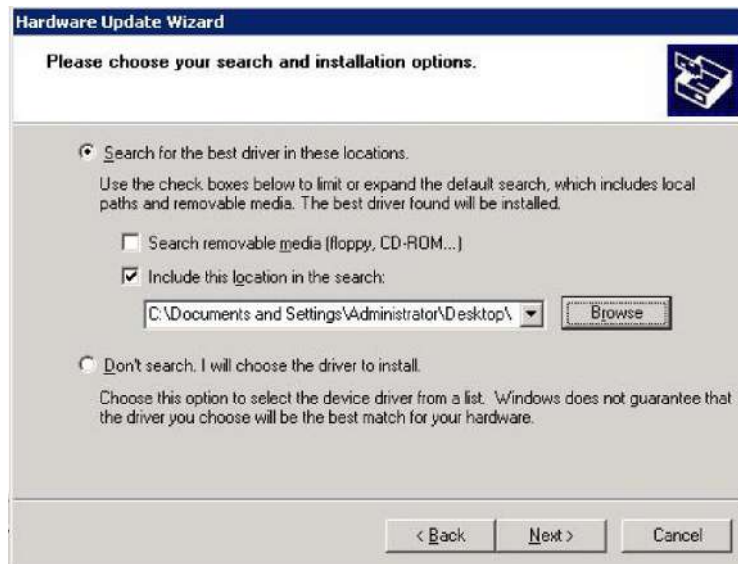 Hardware Update Wizard
Please choose your search and installation options.
Search for the best driver in these locations.
Use the check boxes below to limit or expand the default search, which includes local
paths and removable media. The best driver found will be installed.
Search removable media (floppy, CD-ROM...)
Include this location in the search:
C:\Documents and Settings\Administrator\Desktop\
Browse
Don't search. I will choose the driver to install.
Choose this option to select the device driver from a list. Windows does not guarantee that
the driver you choose will be the best match for your hardware.
< Back
Next >
Cancel